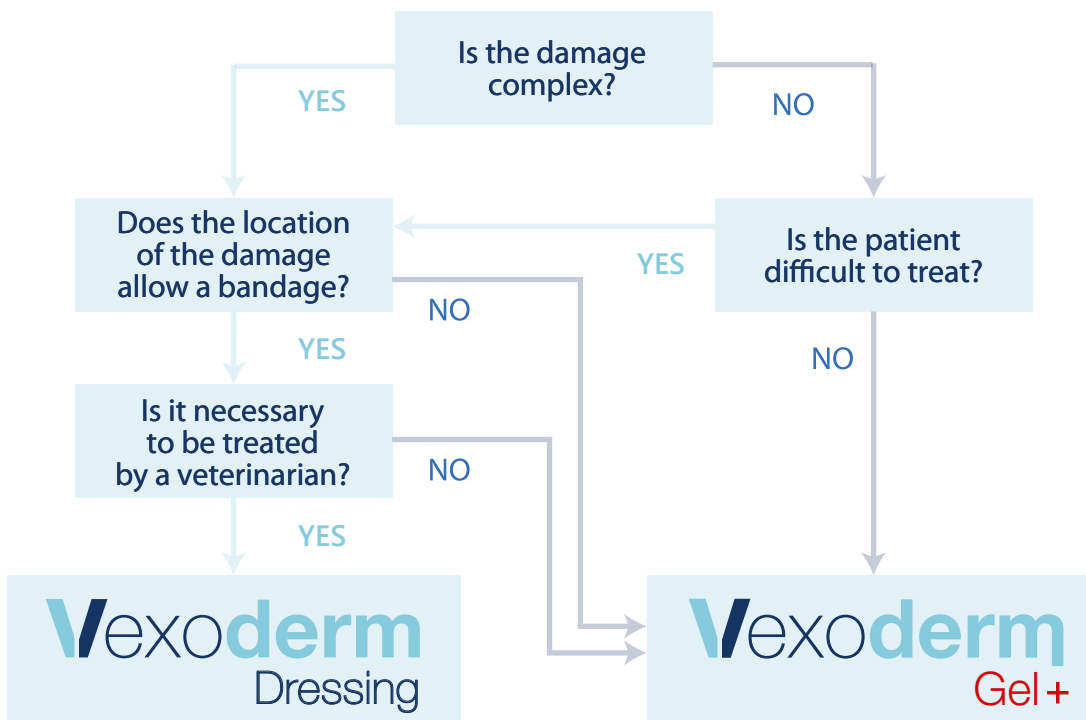 Is the damage
complex?
YES
NO
Does the location
of the damage
allow a bandage?
YES
Is the patient
difficult to treat?
NO
YES
NO
Is it necessary
to be treated
by a veterinarian?
NO
YES
Vexoderm
Dressing
Vexoderm
Gel +